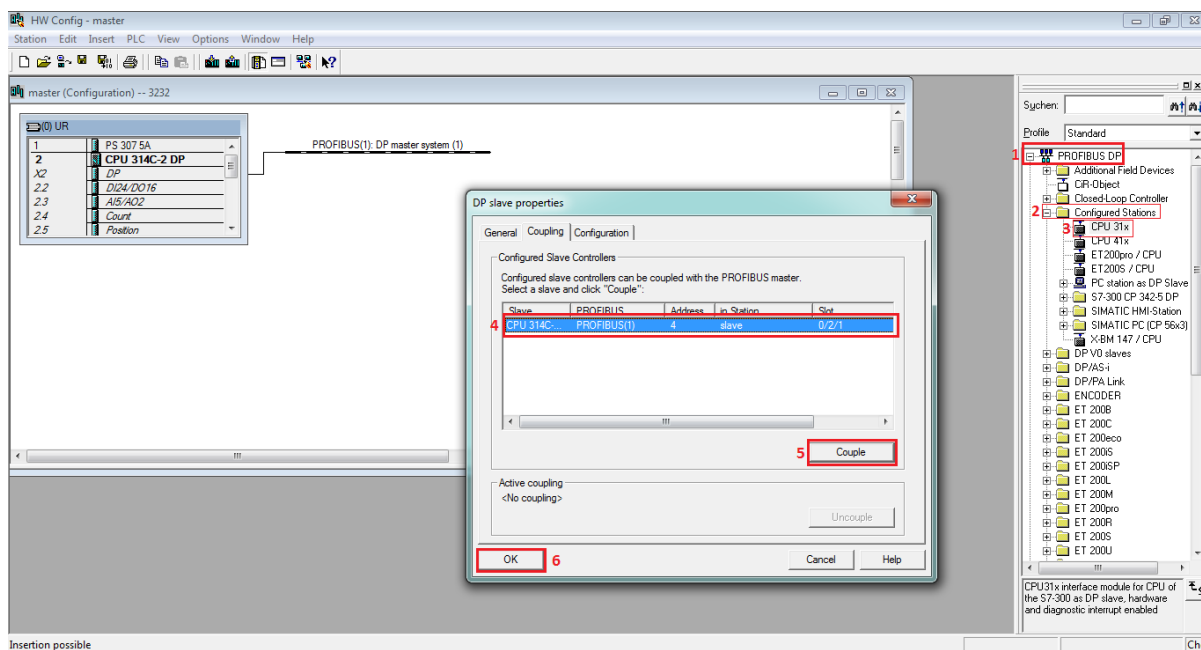 HW Config - master
Station Edit Insert PLC View Options Window Help
master (Configuration) -- 3232
(0) UR
1 PS 307 5A
2 CPU 314C-2 DP
X2 DP
2.2 DI24/DO16
2.3 AI5/AO2
2.4 Count
2.5 Position
PROFIBUS(1): DP master system (1)
DP slave properties
General Coupling Configuration
Configured Slave Controllers
Configured slave controllers can be coupled with the PROFIBUS master.
Select a slave and click "Couple":
Slave PROFIBUS Address in Station Slot
4 CPU 314C-... PROFIBUS(1) 4 slave 0/2/1
5 Couple
Active coupling
<No coupling>
Uncouple
OK 6 Cancel Help
Suchen:
Profile Standard
1 PROFIBUS DP
Additional Field Devices
CiR-Object
Closed-Loop Controller
2 Configured Stations
3 CPU 31x
CPU 41x
ET200pro / CPU
ET200S / CPU
PC station as DP Slave
S7-300 CP 342-5 DP
SIMATIC HMI-Station
SIMATIC PC (CP 56x3)
X-BM 147 / CPU
DP V0 slaves
DP/AS-i
DP/PA Link
ENCODER
ET 200B
ET 200C
ET 200eco
ET 200iS
ET 200iSP
ET 200L
ET 200M
ET 200pro
ET 200R
ET 200S
ET 200U
CPU31x interface module for CPU of
the S7-300 as DP slave, hardware
and diagnostic interrupt enabled
Insertion possible
Ch